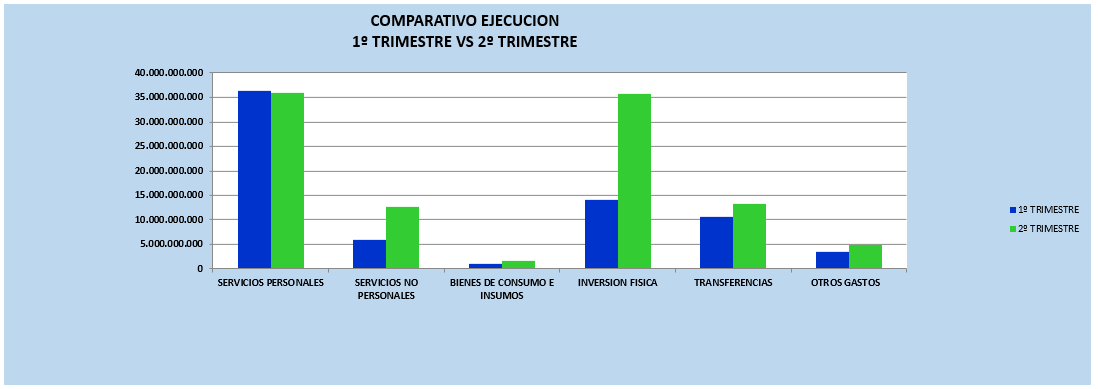 COMPARATIVO EJECUCION
1º TRIMESTRE VS 2º TRIMESTRE
40.000.000.000
35.000.000.000
30.000.000.000
25.000.000.000
20.000.000.000
15.000.000.000
10.000.000.000
5.000.000.000
0
SERVICIOS PERSONALES
SERVICIOS NO
PERSONALES
BIENES DE CONSUMO E
INSUMOS
INVERSION FISICA
TRANSFERENCIAS
OTROS GASTOS
1º TRIMESTRE
2º TRIMESTRE